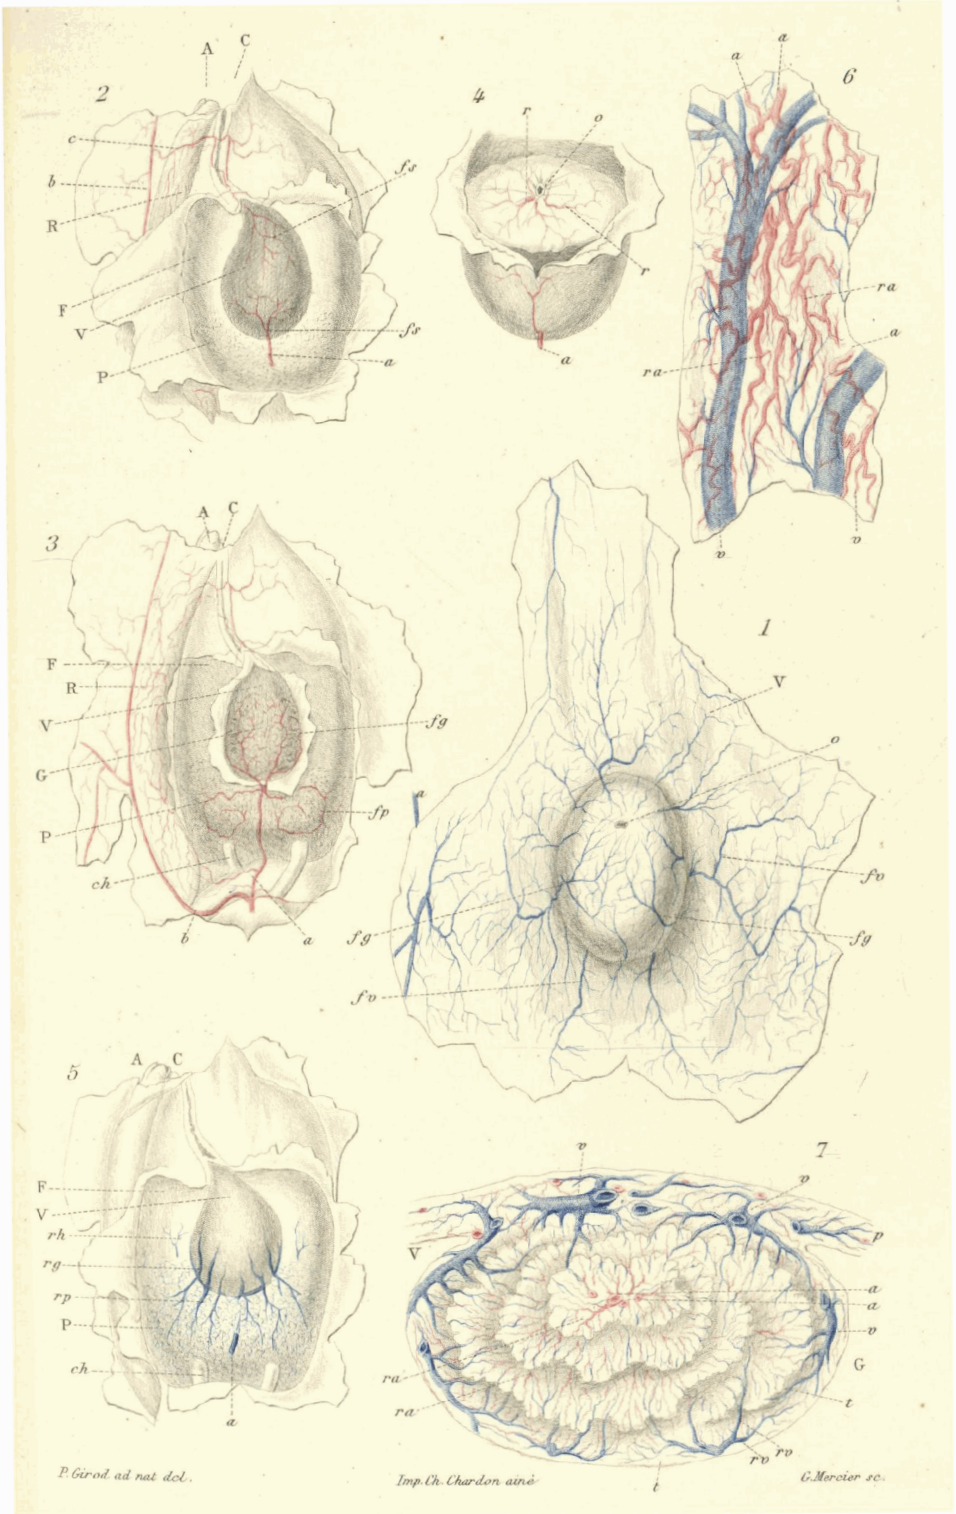 A C
2
c
b
R
F
V
P
fs
fs
a
4
r
o
r
a
6
a a
ra
a
ra
v
v
3
A C
F
R
V
G
P
ch
b
a
fg
fp
1
V
o
a
fv
fg
fg
fv
5
A C
F
V
rh
rg
rp
P
ch
a
7
v
v
p
V
a
a
v
G
ra
ra
t
rv
rv
t
P. Girod ad nat del.
Imp. Ch. Chardon ainé
G. Mercier sc.